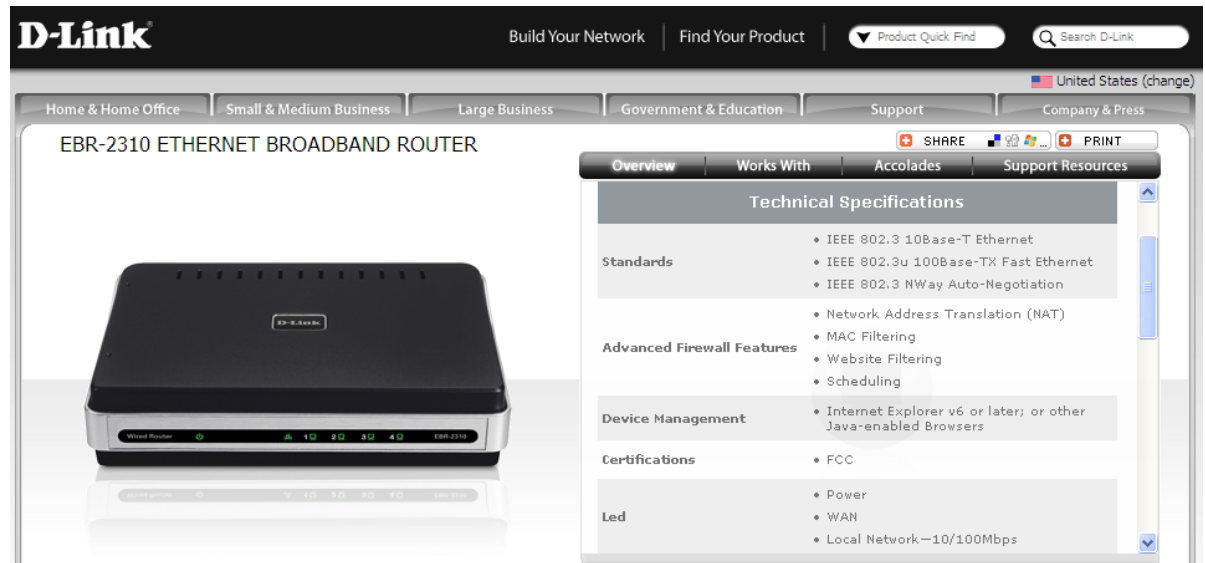 D-Link
Build Your Network
Find Your Product
Product Quick Find
Search D-Link
United States (change)
Home & Home Office
Small & Medium Business
Large Business
Government & Education
Support
Company & Press
EBR-2310 ETHERNET BROADBAND ROUTER
SHARE
...
PRINT
Overview
Works With
Accolades
Support Resources
Technical Specifications
Standards
• IEEE 802.3 10Base-T Ethernet
• IEEE 802.3u 100Base-TX Fast Ethernet
• IEEE 802.3 NWay Auto-Negotiation
Advanced Firewall Features
• Network Address Translation (NAT)
• MAC Filtering
• Website Filtering
• Scheduling
Device Management
• Internet Explorer v6 or later; or other
Java-enabled Browsers
Certifications
• FCC
Led
• Power
• WAN
• Local Network—10/100Mbps
D-Link
Wired Router
1 2 3 4
EBR-2310